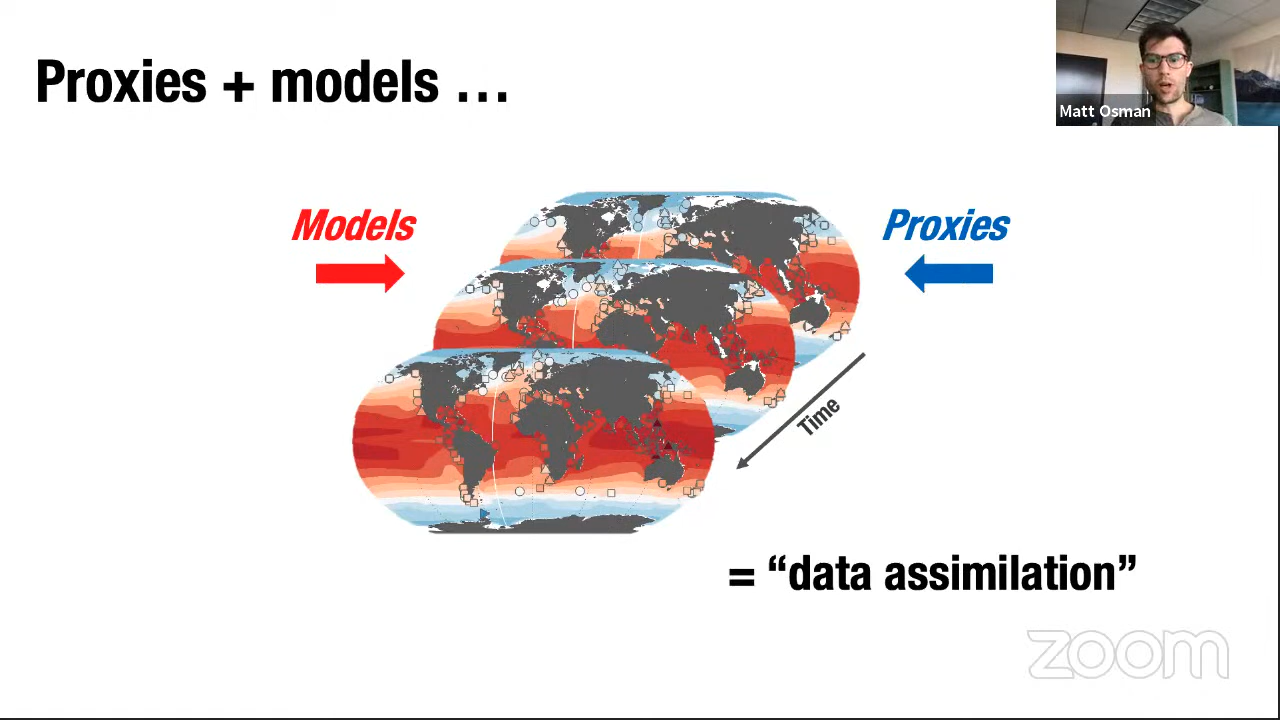 Proxies + models …
Matt Osman
Models
Proxies
Time
= “data assimilation”
zoom